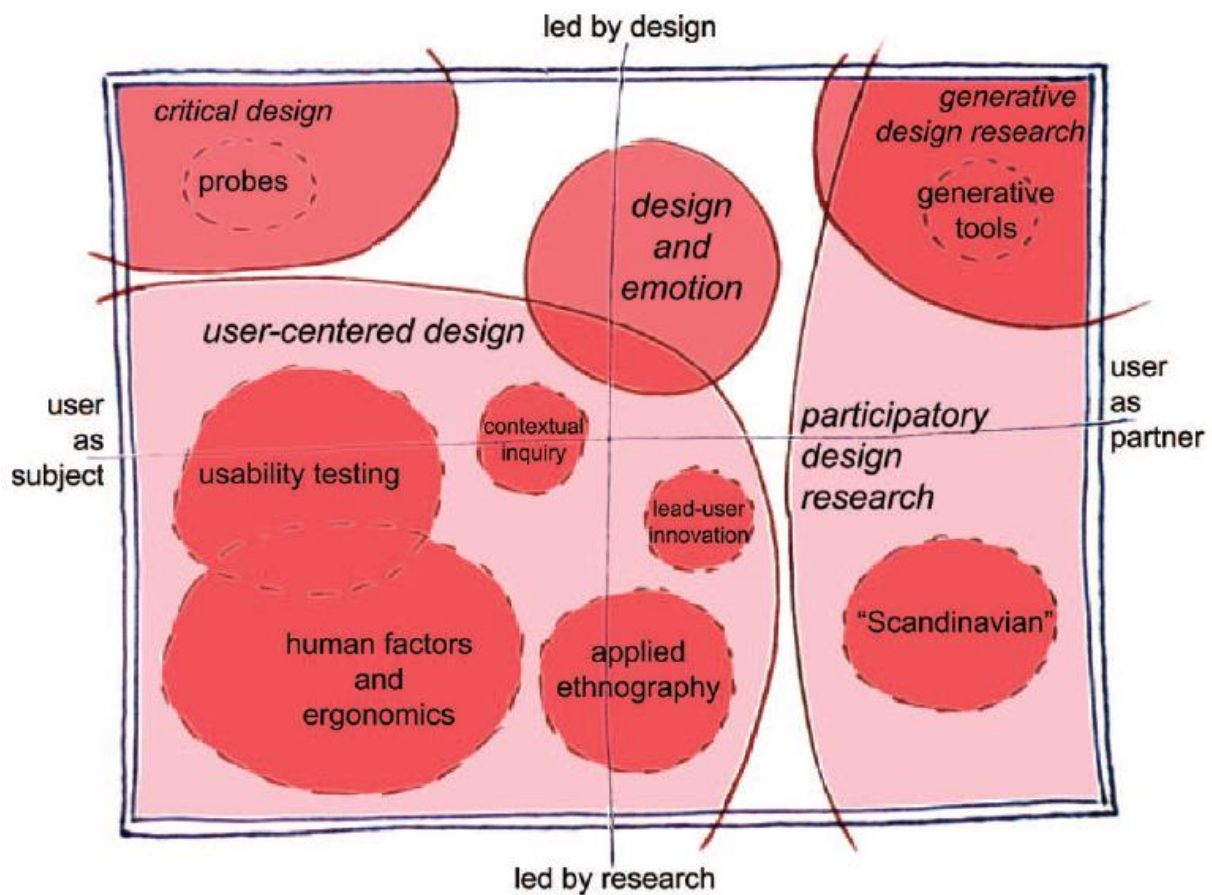 led by design
critical design
probes
generative
design research
generative
tools
design
and
emotion
user-centered design
user
as
subject
contextual
inquiry
usability testing
lead-user
innovation
participatory
design
research
user
as
partner
human factors
and
ergonomics
applied
ethnography
“Scandinavian”
led by research